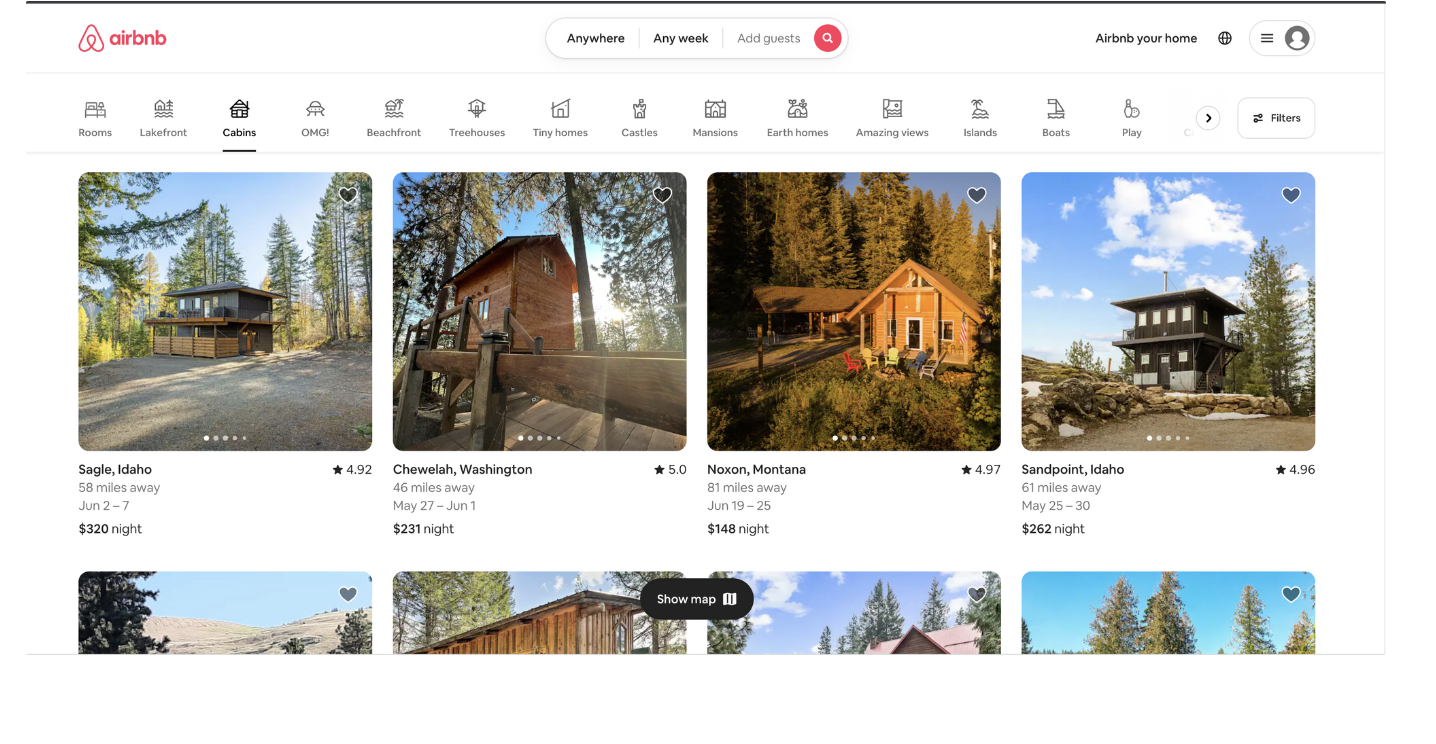 airbnb
Anywhere Any week Add guests
Airbnb your home
Rooms Lakefront Cabins OMG! Beachfront Treehouses Tiny homes Castles Mansions Earth homes Amazing views Islands Boats Play
Filters
Sagle, Idaho ★ 4.92
58 miles away
Jun 2 – 7
$320 night
Chewelah, Washington ★ 5.0
46 miles away
May 27 – Jun 1
$231 night
Noxon, Montana ★ 4.97
81 miles away
Jun 19 – 25
$148 night
Sandpoint, Idaho ★ 4.96
61 miles away
May 25 – 30
$262 night
Show map